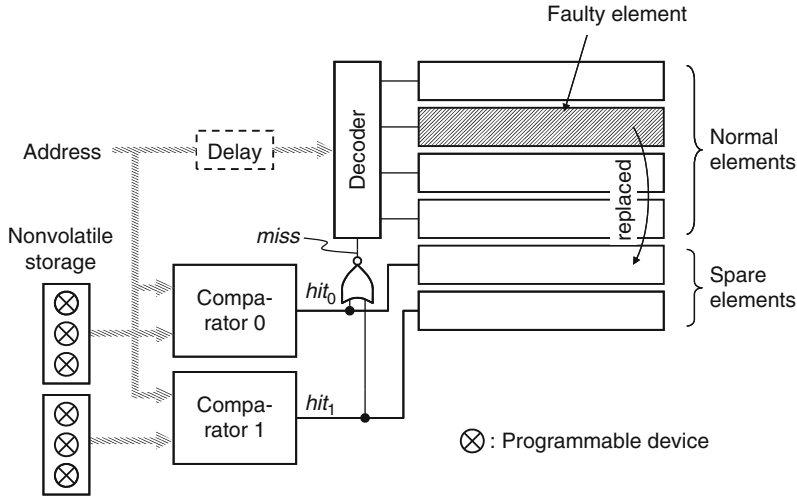 Faulty element
Decoder
Address
Delay
Normal
elements
replaced
miss
Nonvolatile
storage
Compa-
rator 0
hit0
Spare
elements
Compa-
rator 1
hit1
: Programmable device